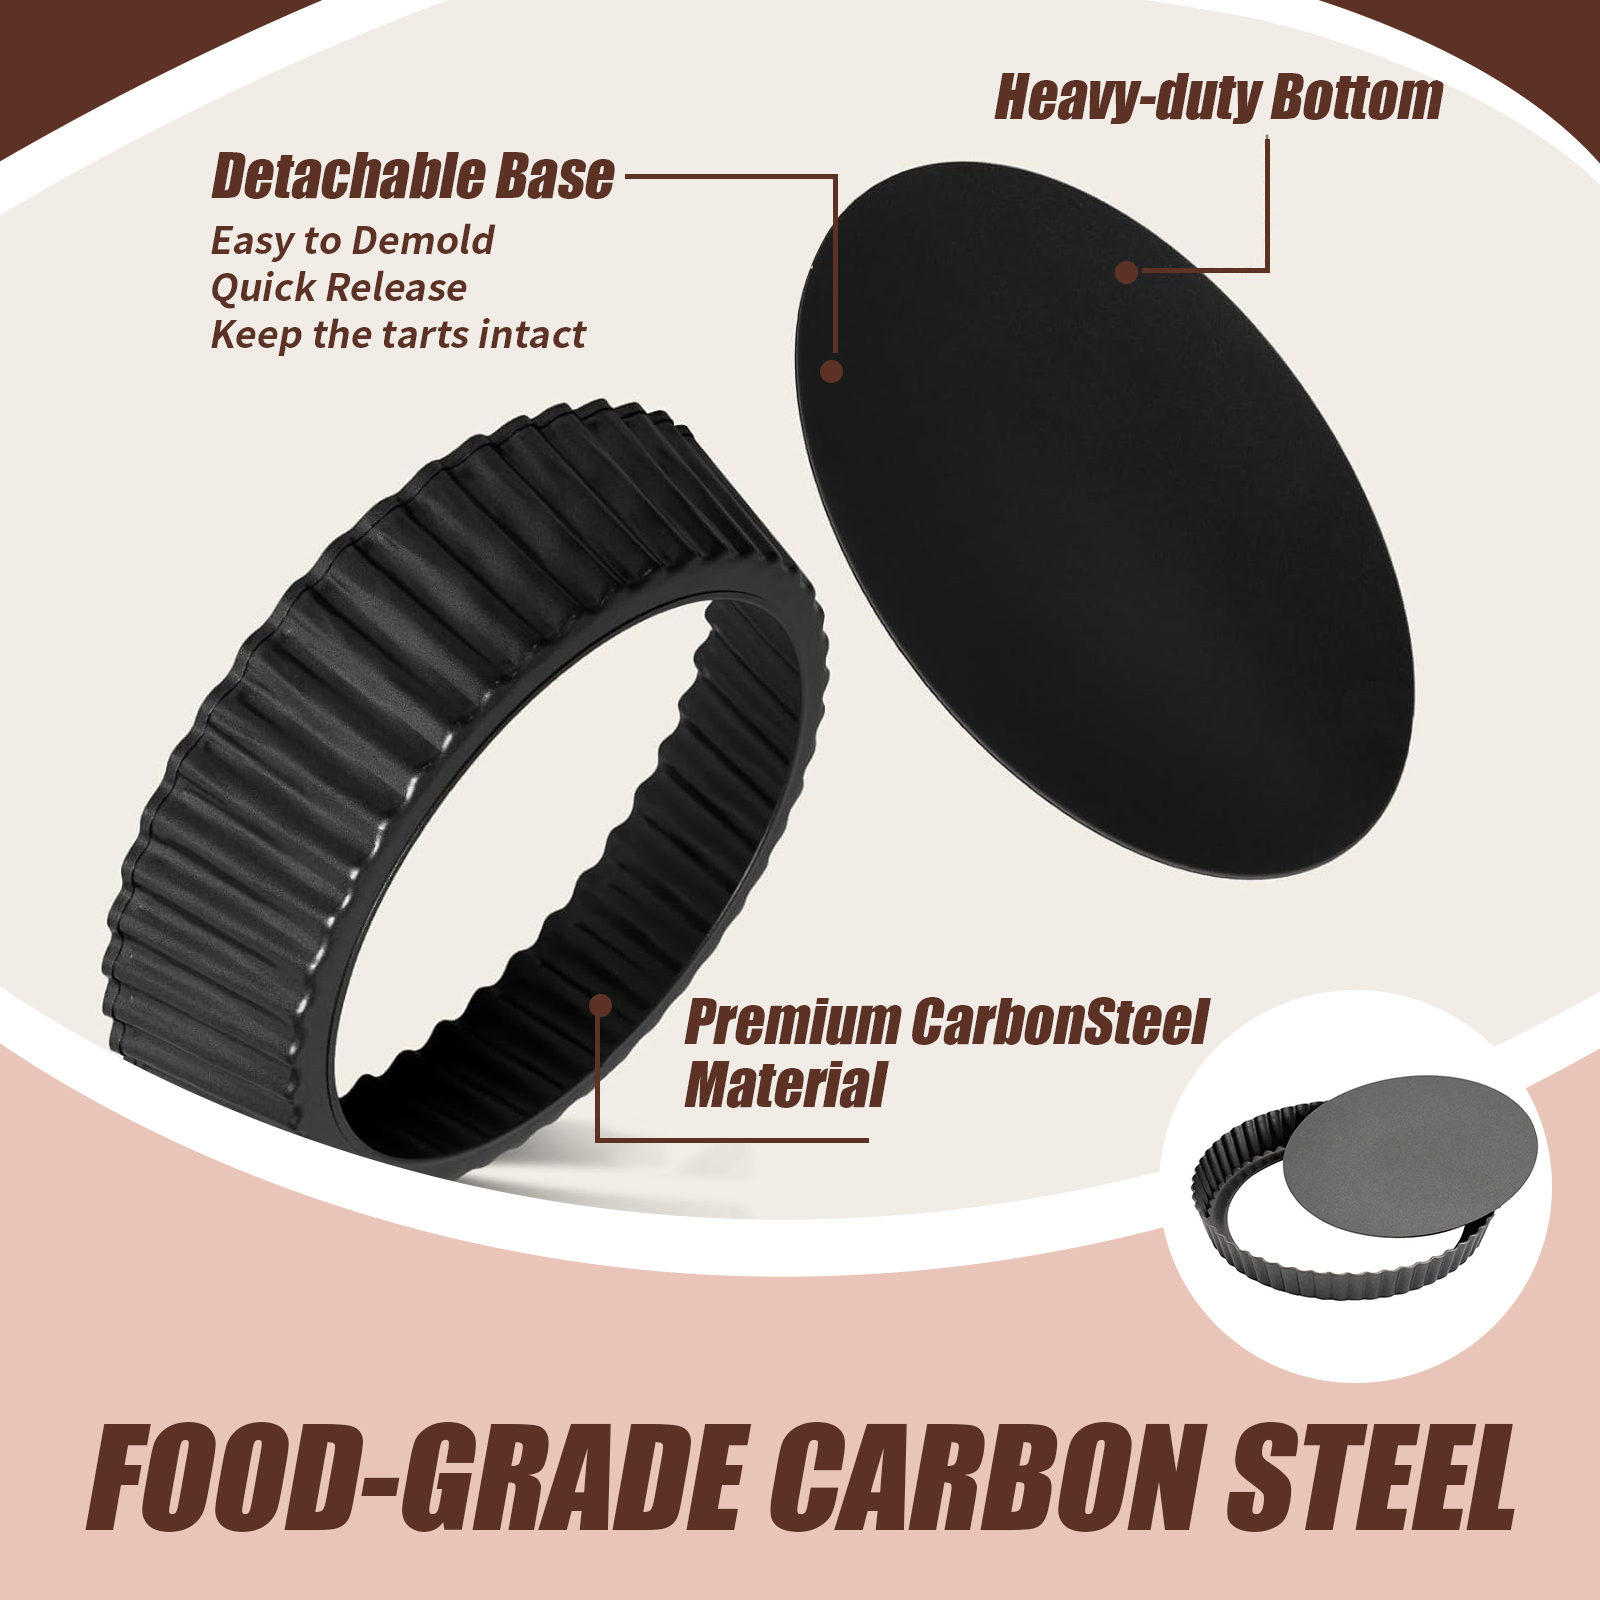 Heavy-duty Bottom
Detachable Base
Easy to Demold
Quick Release
Keep the tarts intact
Premium CarbonSteel
Material
FOOD-GRADE CARBON STEEL